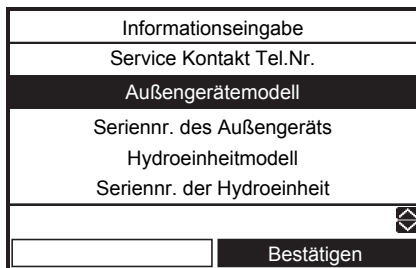 Informationseingabe
Service Kontakt Tel.Nr.
Außengerätemodell
Seriennr. des Außengeräts
Hydroeinheitmodell
Seriennr. der Hydroeinheit
Bestätigen